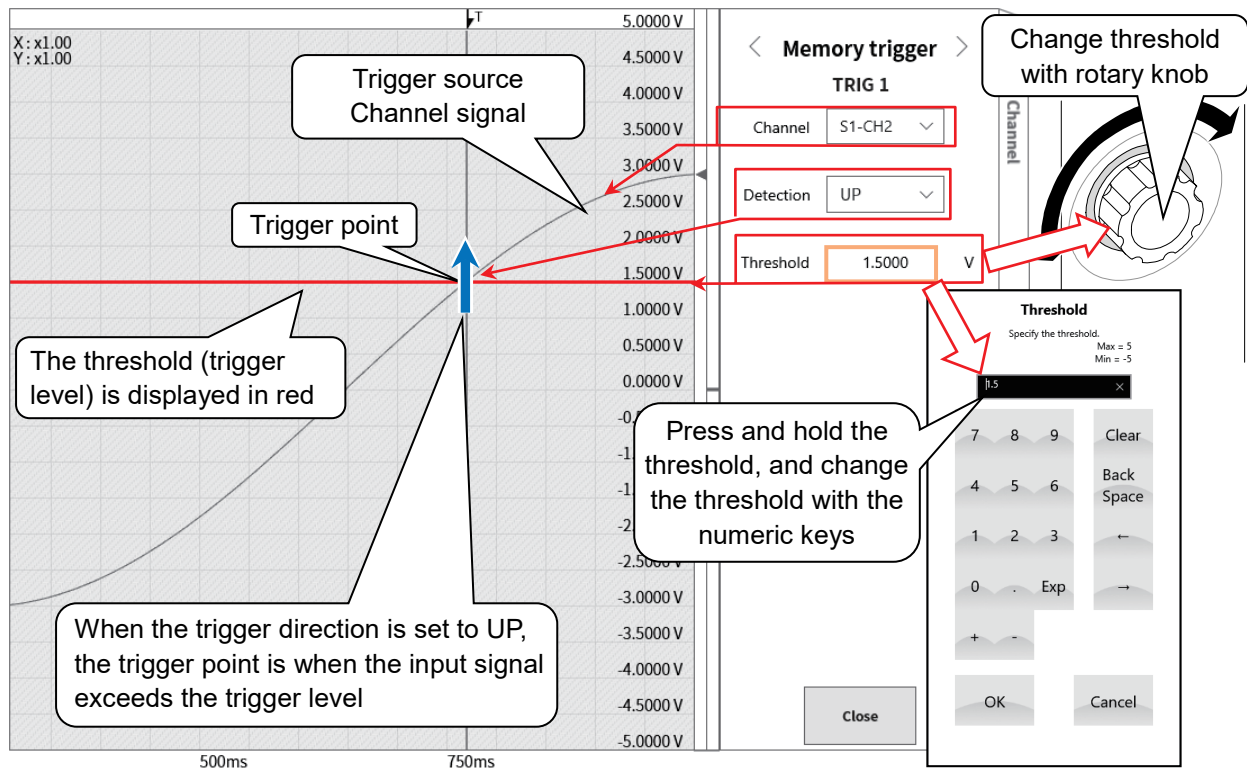 T
X: x1.00
Y: x1.00
5.0000 V
4.5000 V
4.0000 V
3.5000 V
3.0000 V
2.5000 V
2.0000 V
1.5000 V
1.0000 V
0.5000 V
0.0000 V
-0.
-1.
-1.
-2.
-2.5000 V
-3.0000 V
-3.5000 V
-4.0000 V
-4.5000 V
-5.0000 V
500ms
750ms
Trigger source
Channel signal
Trigger point
The threshold (trigger
level) is displayed in red
When the trigger direction is set to UP,
the trigger point is when the input signal
exceeds the trigger level
< Memory trigger >
TRIG 1
Channel S1-CH2
Detection UP
Threshold 1.5000 V
Close
Channel
Change threshold
with rotary knob
Press and hold the
threshold, and change
the threshold with the
numeric keys
Threshold
Specify the threshold.
Max = 5
Min = -5
1.5 ×
7 8 9 Clear
4 5 6 Back
Space
1 2 3 ←
0 . Exp →
+ -
OK Cancel